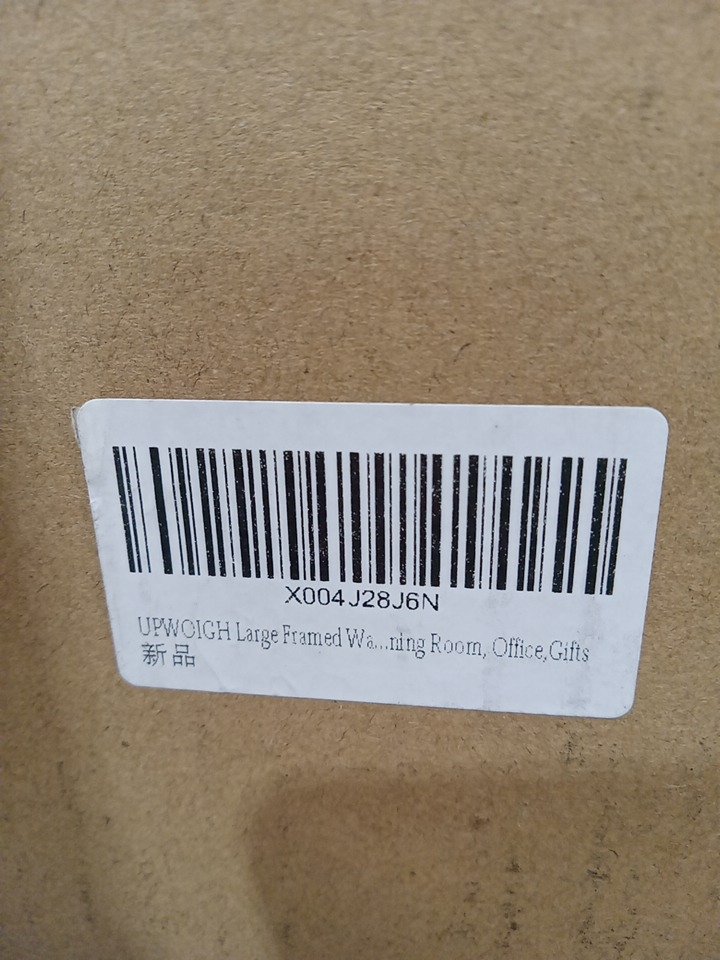 X004J28J6N
UPWOIGH Large Framed Wa...ning Room, Office,Gifts
新品